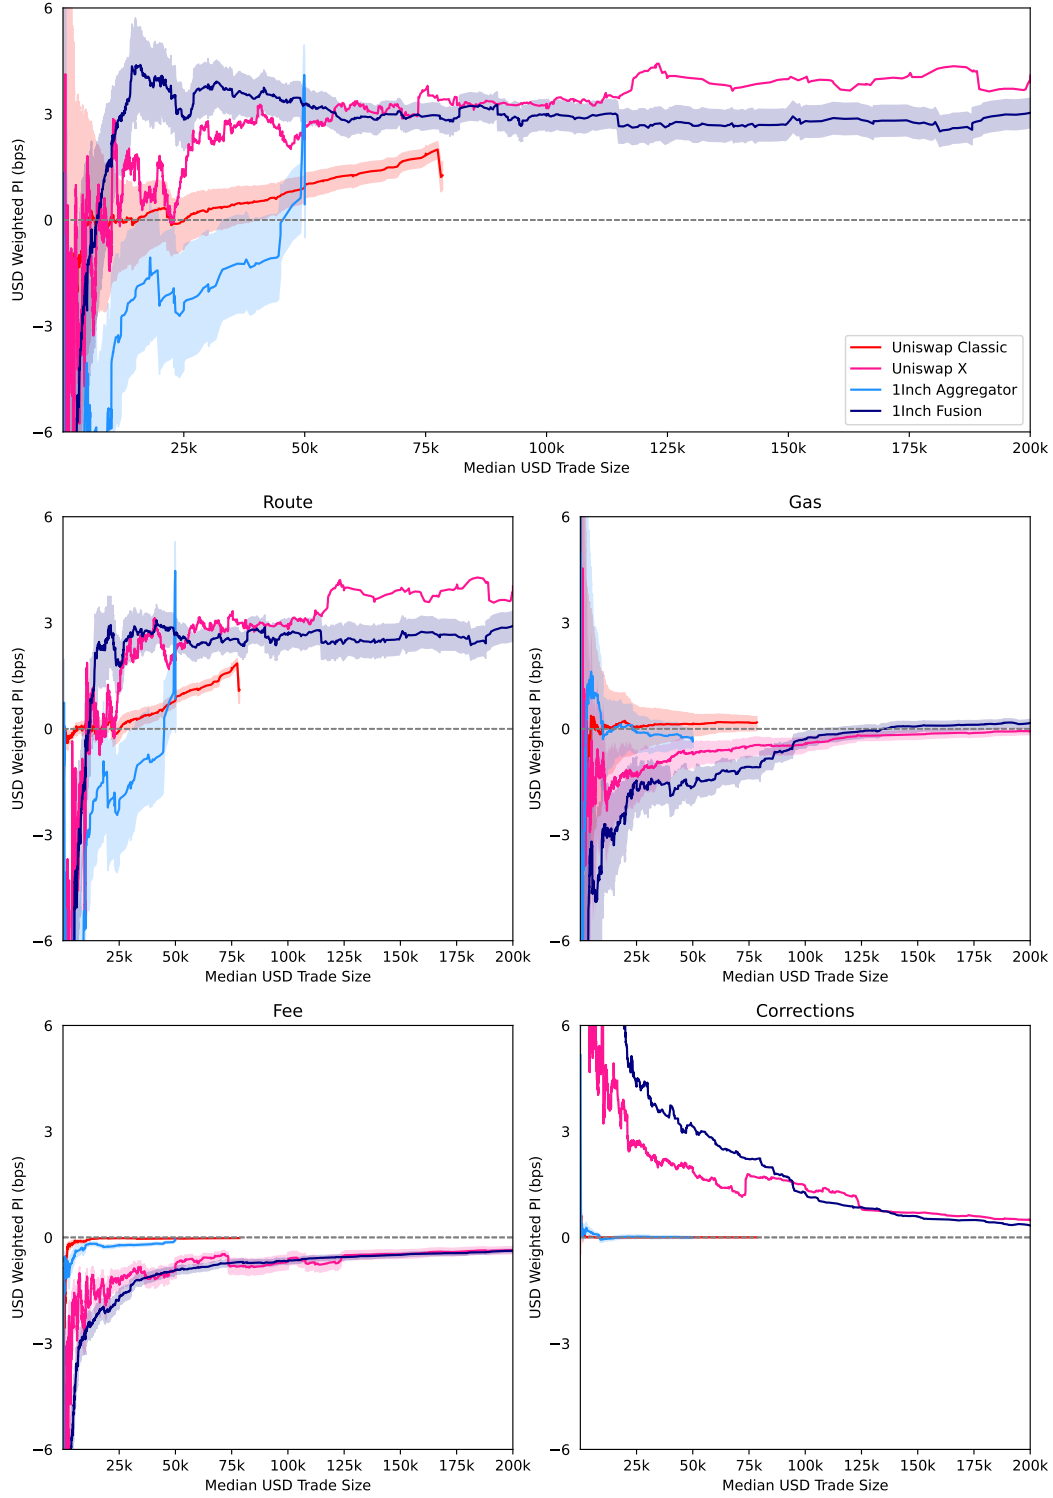 6
3
0
−3
−6
USD Weighted PI (bps)
25k 50k 75k 100k 125k 150k 175k 200k
Median USD Trade Size
Uniswap Classic
Uniswap X
1Inch Aggregator
1Inch Fusion
Route
6
3
0
−3
−6
USD Weighted PI (bps)
25k 50k 75k 100k 125k 150k 175k 200k
Median USD Trade Size
Gas
6
3
0
−3
−6
USD Weighted PI (bps)
25k 50k 75k 100k 125k 150k 175k 200k
Median USD Trade Size
Fee
6
3
0
−3
−6
USD Weighted PI (bps)
25k 50k 75k 100k 125k 150k 175k 200k
Median USD Trade Size
Corrections
6
3
0
−3
−6
USD Weighted PI (bps)
25k 50k 75k 100k 125k 150k 175k 200k
Median USD Trade Size